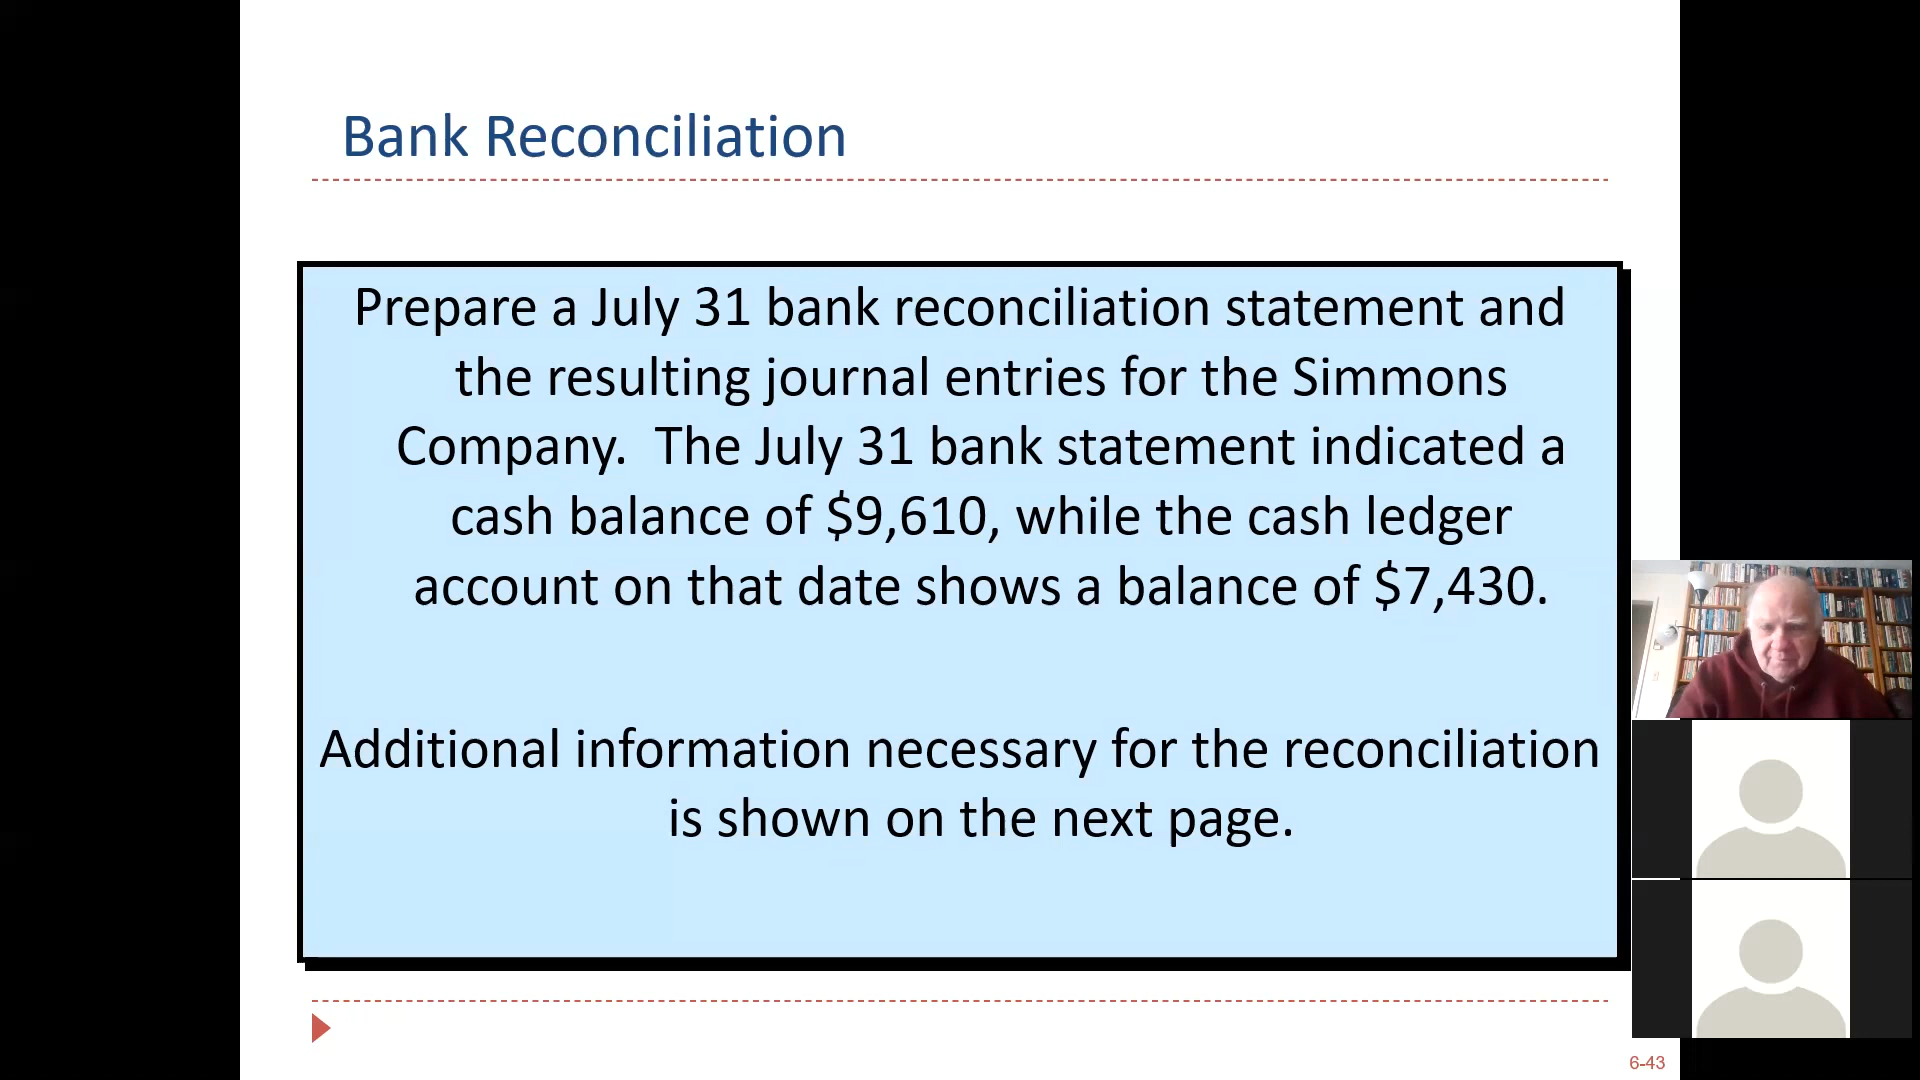 Bank Reconciliation
Prepare a July 31 bank reconciliation statement and
the resulting journal entries for the Simmons
Company.  The July 31 bank statement indicated a
cash balance of $9,610, while the cash ledger
account on that date shows a balance of $7,430.
Additional information necessary for the reconciliation
is shown on the next page.
6-43